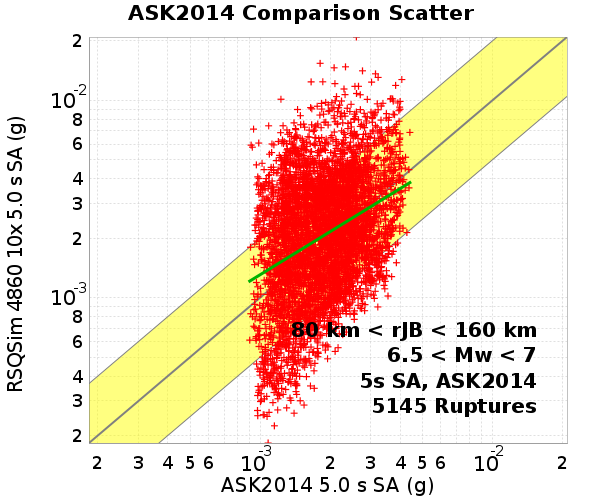 ASK2014 Comparison Scatter
RSQSim 4860 10x 5.0 s SA (g)
2
10-2
8
6
4
3
2
10-3
8
6
4
3
2
80 km < rJB < 160 km
6.5 < Mw < 7
5s SA, ASK2014
5145 Ruptures
2 3 4 5 6 10-3 2 3 4 5 6 10-2 2
ASK2014 5.0 s SA (g)